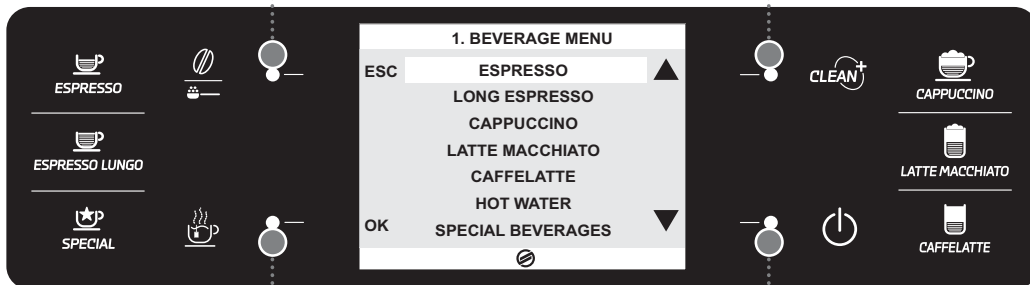 ESPRESSO
ESPRESSO LUNGO
SPECIAL
1. BEVERAGE MENU
ESC
ESPRESSO
LONG ESPRESSO
CAPPUCCINO
LATTE MACCHIATO
CAFFELATTE
HOT WATER
OK
SPECIAL BEVERAGES
CLEAN+
CAPPUCCINO
LATTE MACCHIATO
CAFFELATTE